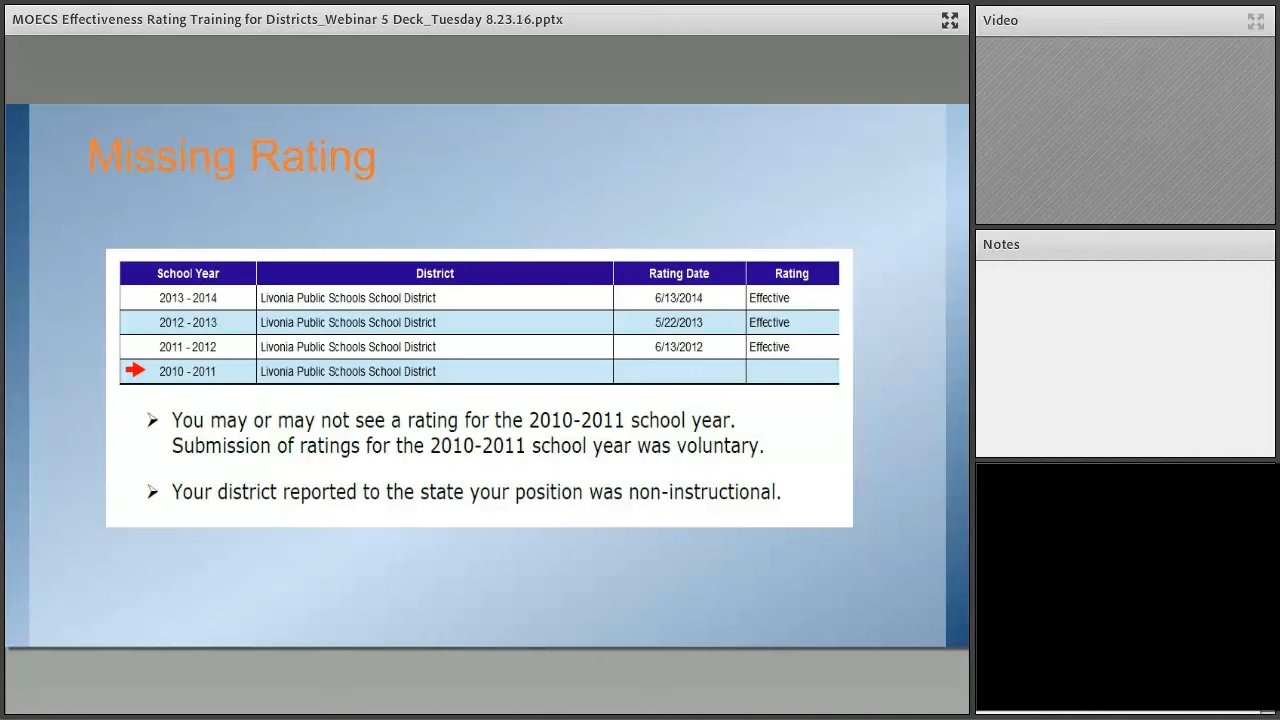 MOECS Effectiveness Rating Training for Districts_Webinar 5 Deck_Tuesday 8.23.16.pptx
Video
Missing Rating
Notes
School Year District Rating Date Rating
2013 - 2014 Livonia Public Schools School District 6/13/2014 Effective
2012 - 2013 Livonia Public Schools School District 5/22/2013 Effective
2011 - 2012 Livonia Public Schools School District 6/13/2012 Effective
2010 - 2011 Livonia Public Schools School District
You may or may not see a rating for the 2010-2011 school year.
Submission of ratings for the 2010-2011 school year was voluntary.
Your district reported to the state your position was non-instructional.